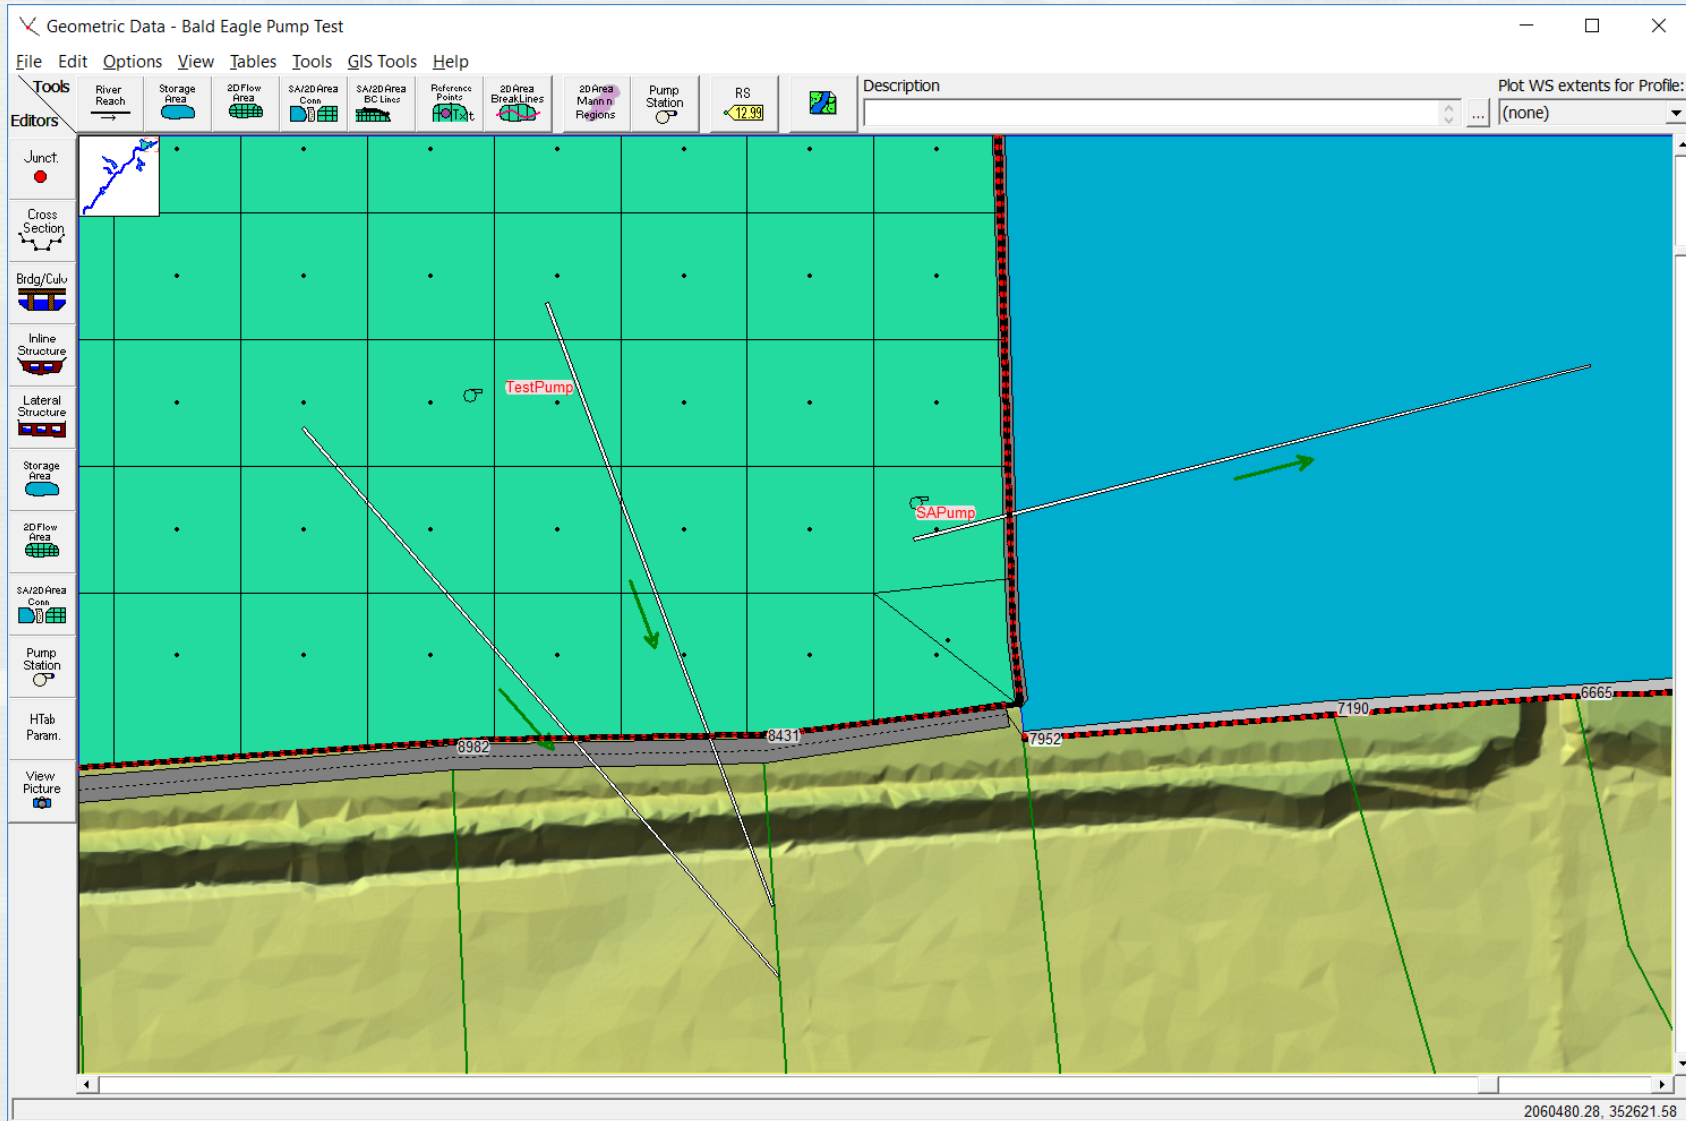 Geometric Data - Bald Eagle Pump Test
File Edit Options View Tables Tools GIS Tools Help
Tools
Editors
River
Reach
Storage
Area
2D Flow
Area
SA/2D Area
Conn
SA/2D Area
BC Lines
Reference
Points
Txt
2D Area
BreakLines
2D Area
Mann n
Regions
Pump
Station
RS
12.99
Description
...
Plot WS extents for Profile:
(none)
Junct.
Cross
Section
Brdg/Culv
Inline
Structure
Lateral
Structure
Storage
Area
2D Flow
Area
SA/2D Area
Conn
Pump
Station
HTab
Param.
View
Picture
TestPump
SAPump
6665
7190
7952
8431
8982
2060480.28, 352621.58